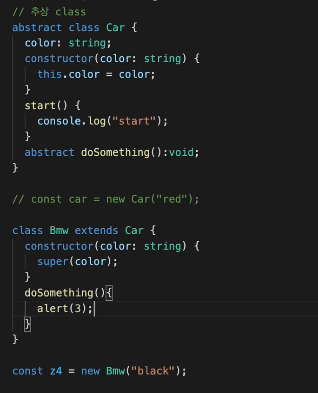 // 추상 class
abstract class Car {
  color: string;
  constructor(color: string) {
    this.color = color;
  }
  start() {
    console.log("start");
  }
  abstract doSomething():void;
}

// const car = new Car("red");

class Bmw extends Car {
  constructor(color: string) {
    super(color);
  }
  doSomething(){
    alert(3);
  }
}

const z4 = new Bmw("black");